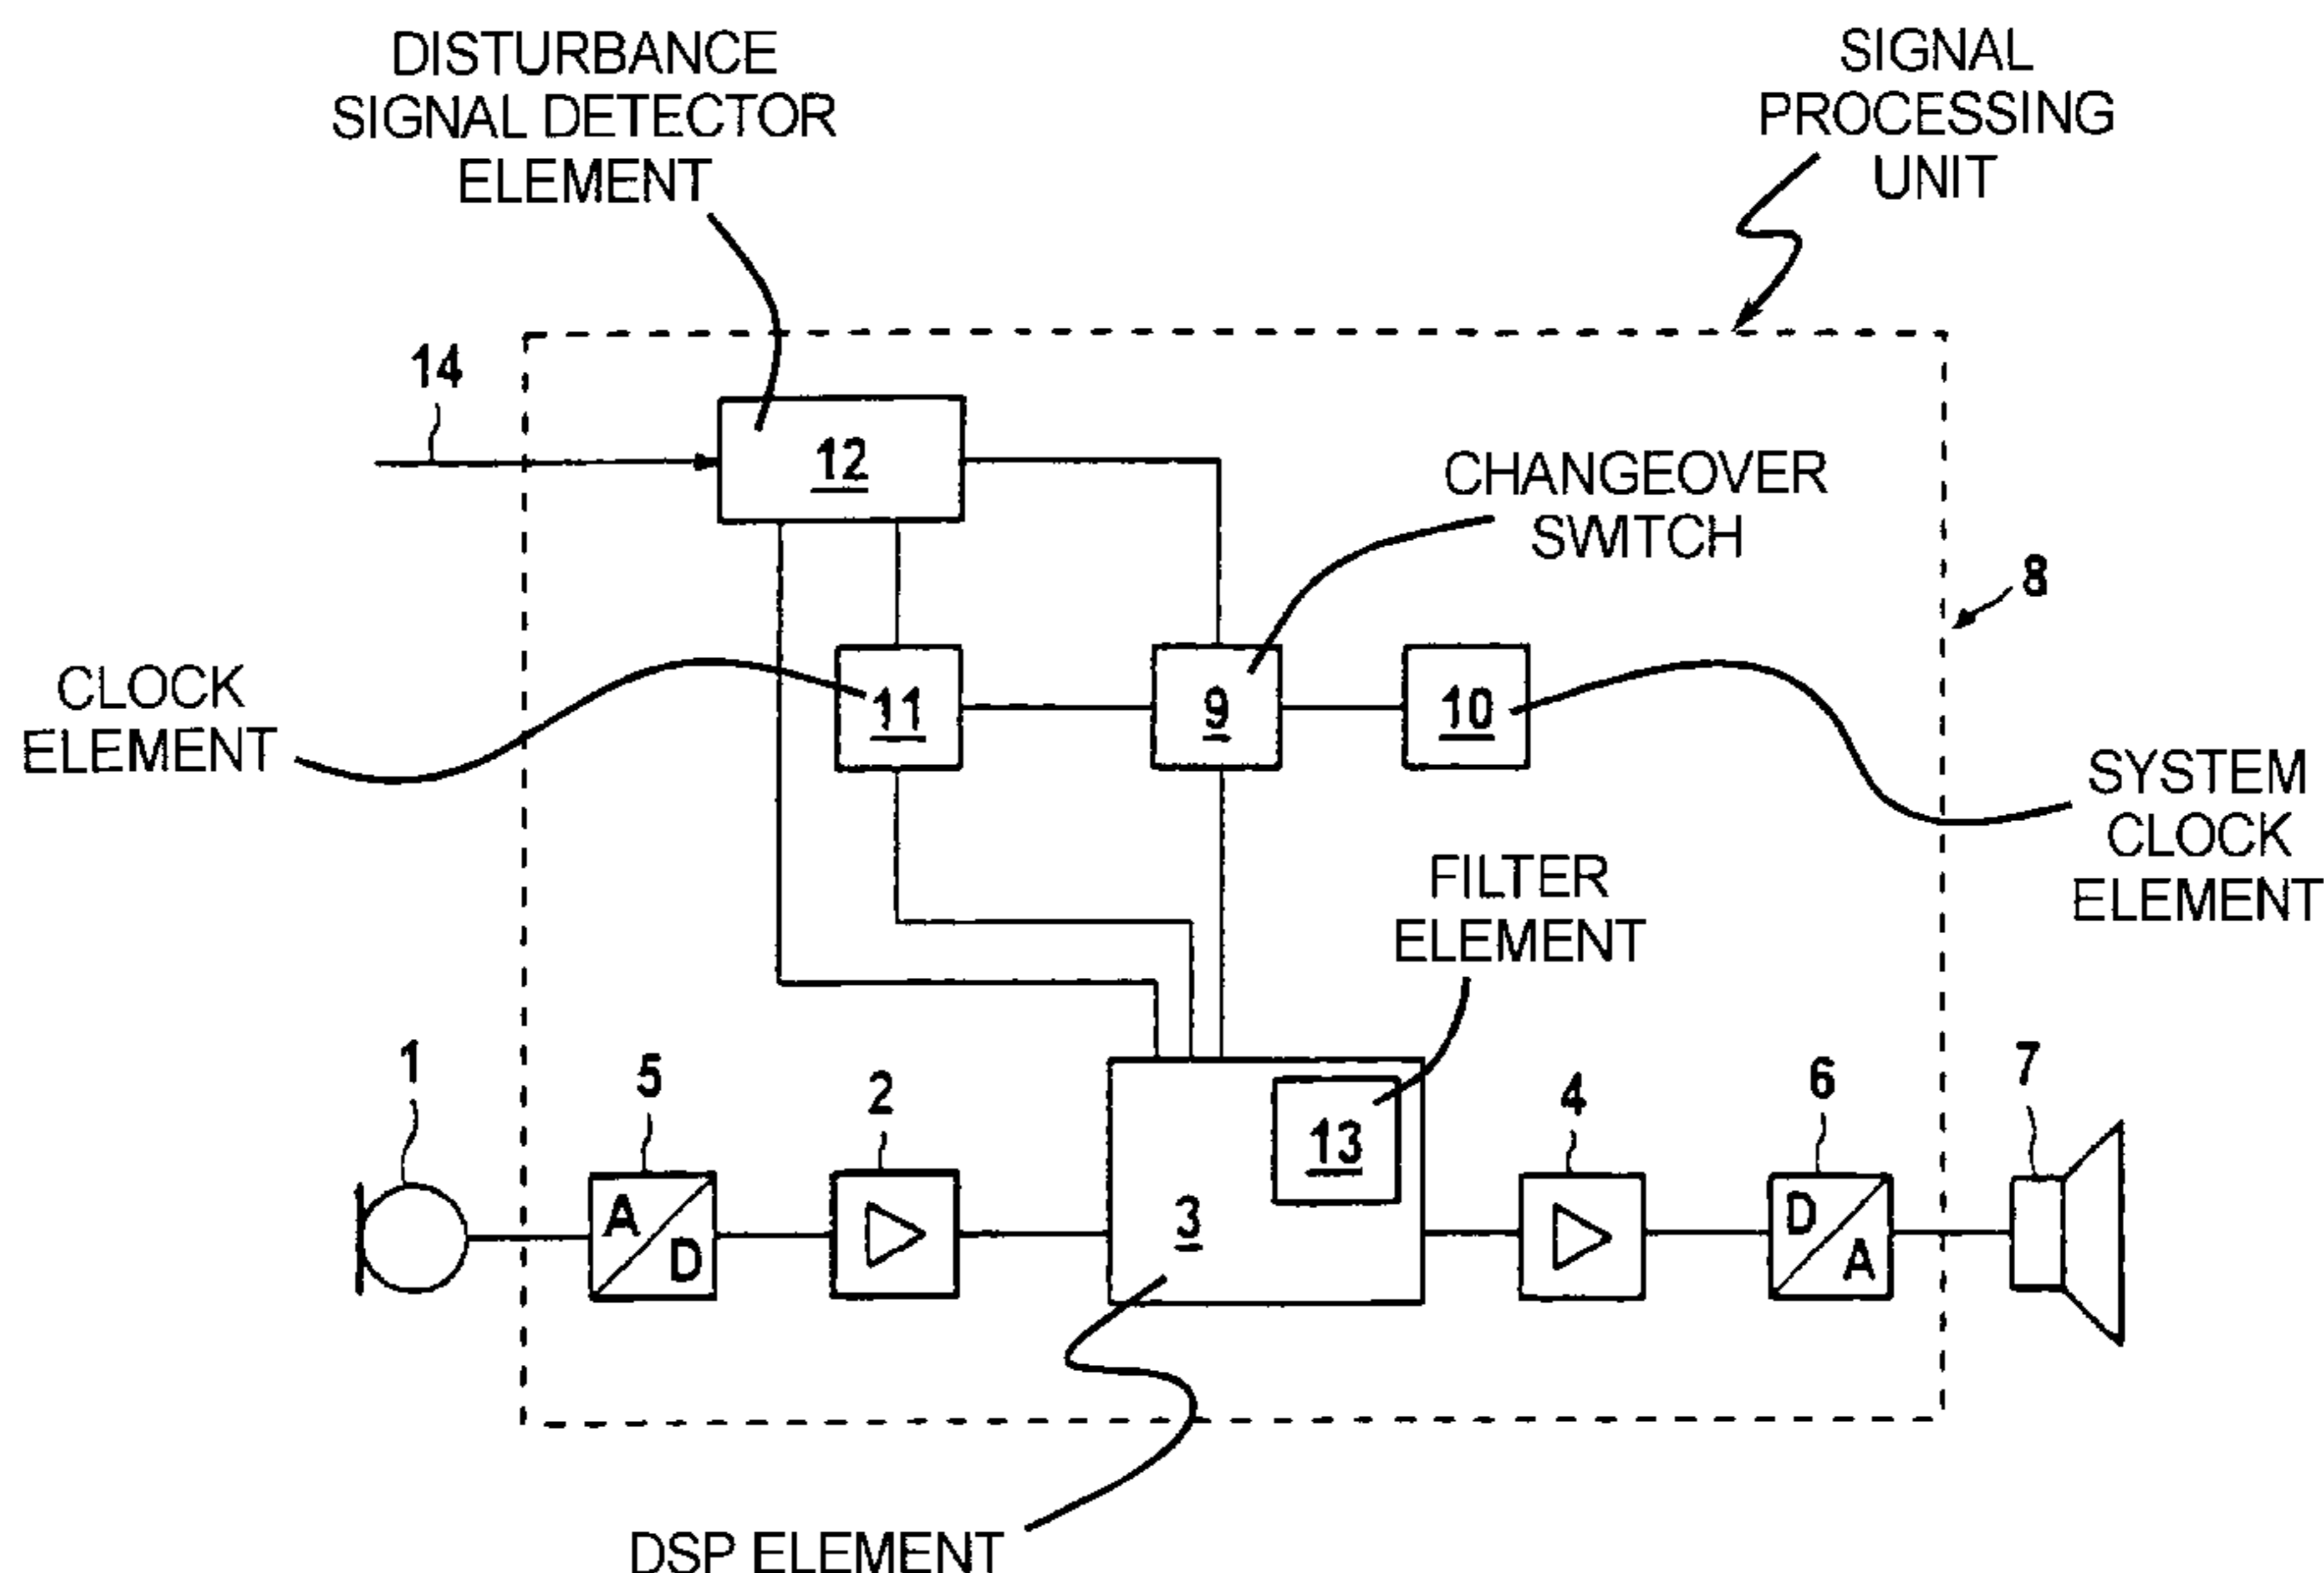 DISTURBANCE
SIGNAL DETECTOR
ELEMENT
SIGNAL
PROCESSING
UNIT
14
12
CHANGEOVER
SWITCH
8
CLOCK
ELEMENT
11
9
10
SYSTEM
CLOCK
ELEMENT
FILTER
ELEMENT
1
5
2
13
4
6
7
A
D
3
D
A
DSP ELEMENT